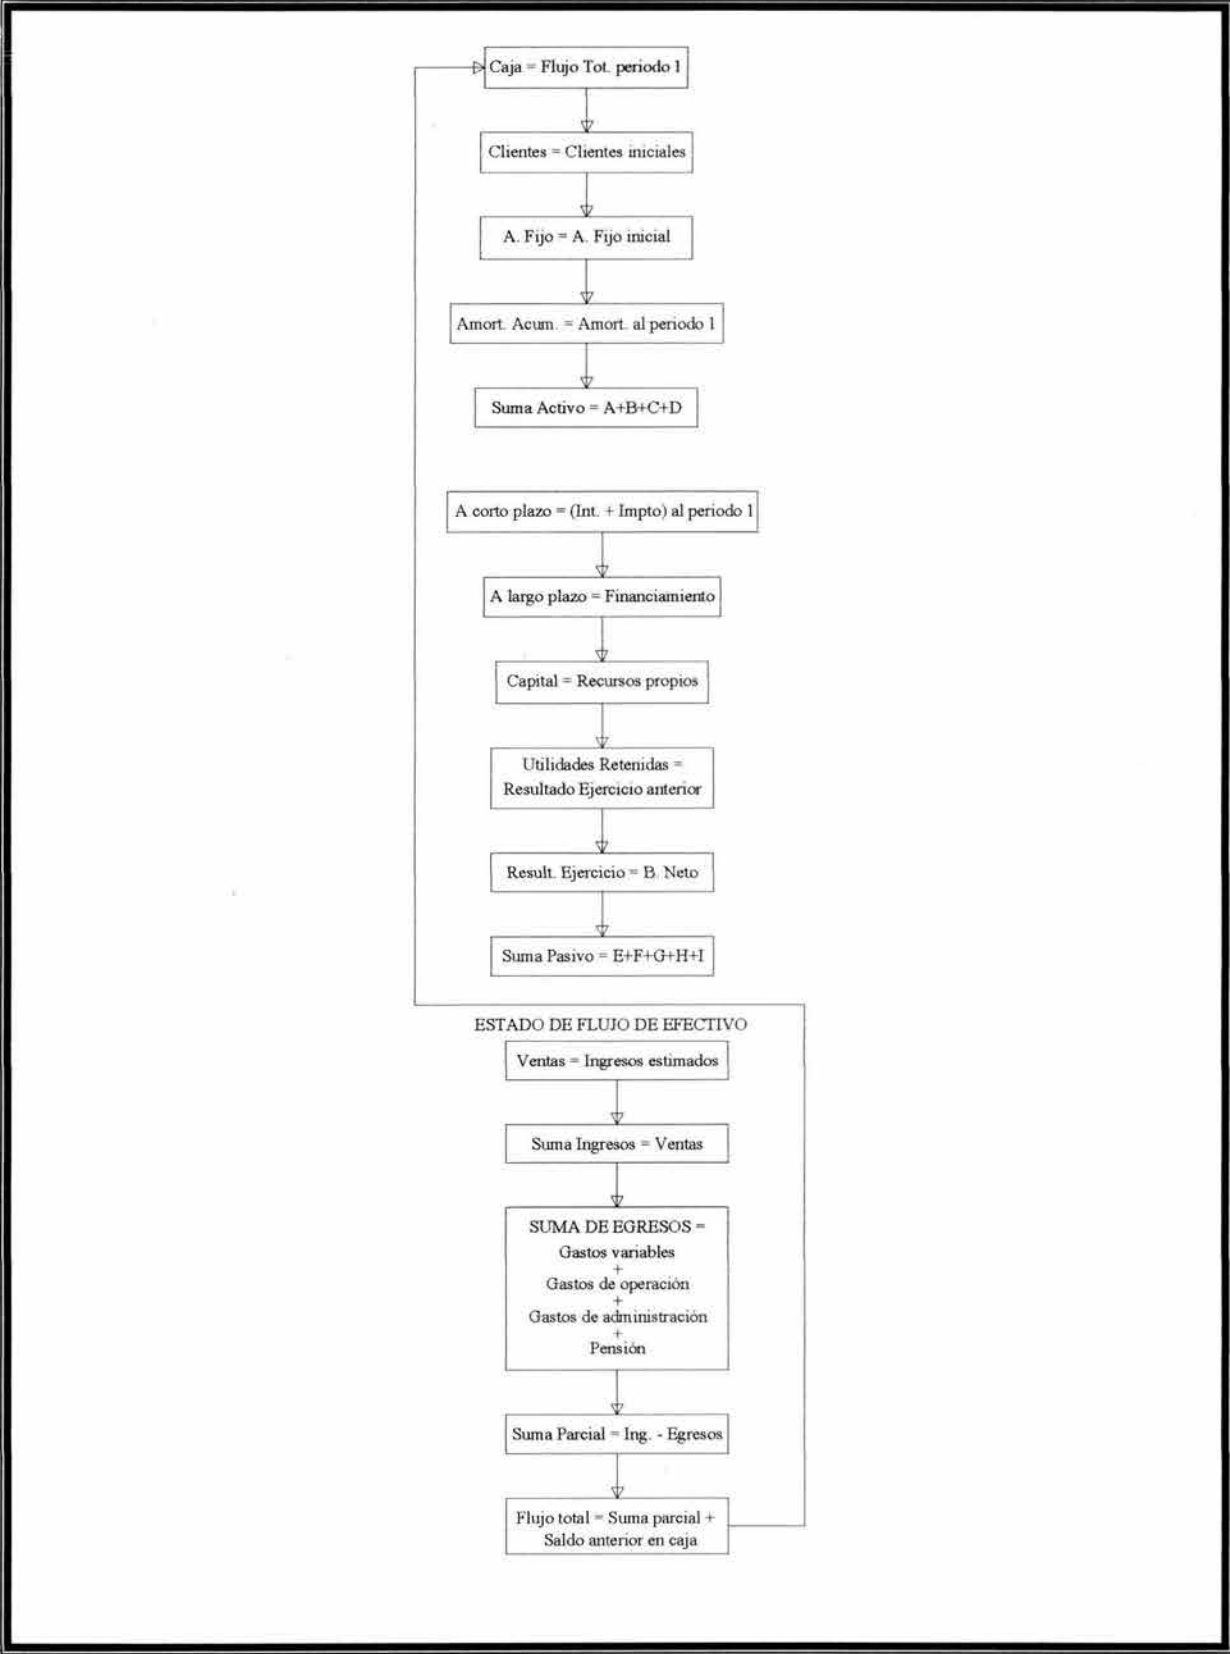 Caja = Flujo Tot. periodo 1
Clientes = Clientes iniciales
A. Fijo = A. Fijo inicial
Amort. Acum. = Amort. al periodo 1
Suma Activo = A+B+C+D
A corto plazo = (Int. + Impto) al periodo 1
A largo plazo = Financiamiento
Capital = Recursos propios
Utilidades Retenidas =
Resultado Ejercicio anterior
Result. Ejercicio = B. Neto
Suma Pasivo = E+F+G+H+I
ESTADO DE FLUJO DE EFECTIVO
Ventas = Ingresos estimados
Suma Ingresos = Ventas
SUMA DE EGRESOS =
Gastos variables
+
Gastos de operación
+
Gastos de administración
+
Pensión
Suma Parcial = Ing. - Egresos
Flujo total = Suma parcial +
Saldo anterior en caja